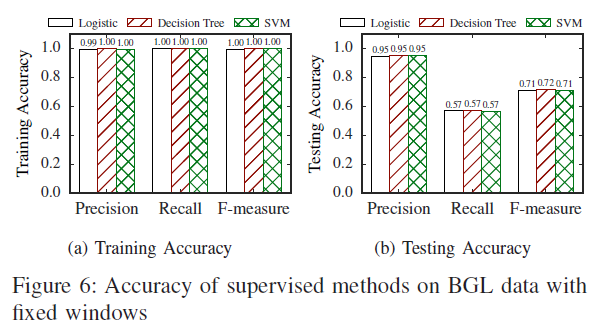 Logistic Decision Tree SVM
Training Accuracy
1.0
0.8
0.6
0.4
0.2
0.0
0.99 1.00 1.00
1.00 1.00 1.00
1.00 1.00 1.00
Precision Recall F-measure
(a) Training Accuracy
Logistic Decision Tree SVM
Testing Accuracy
1.0
0.8
0.6
0.4
0.2
0.0
0.95 0.95 0.95
0.57 0.57 0.57
0.71 0.72 0.71
Precision Recall F-measure
(b) Testing Accuracy
Figure 6: Accuracy of supervised methods on BGL data with
fixed windows